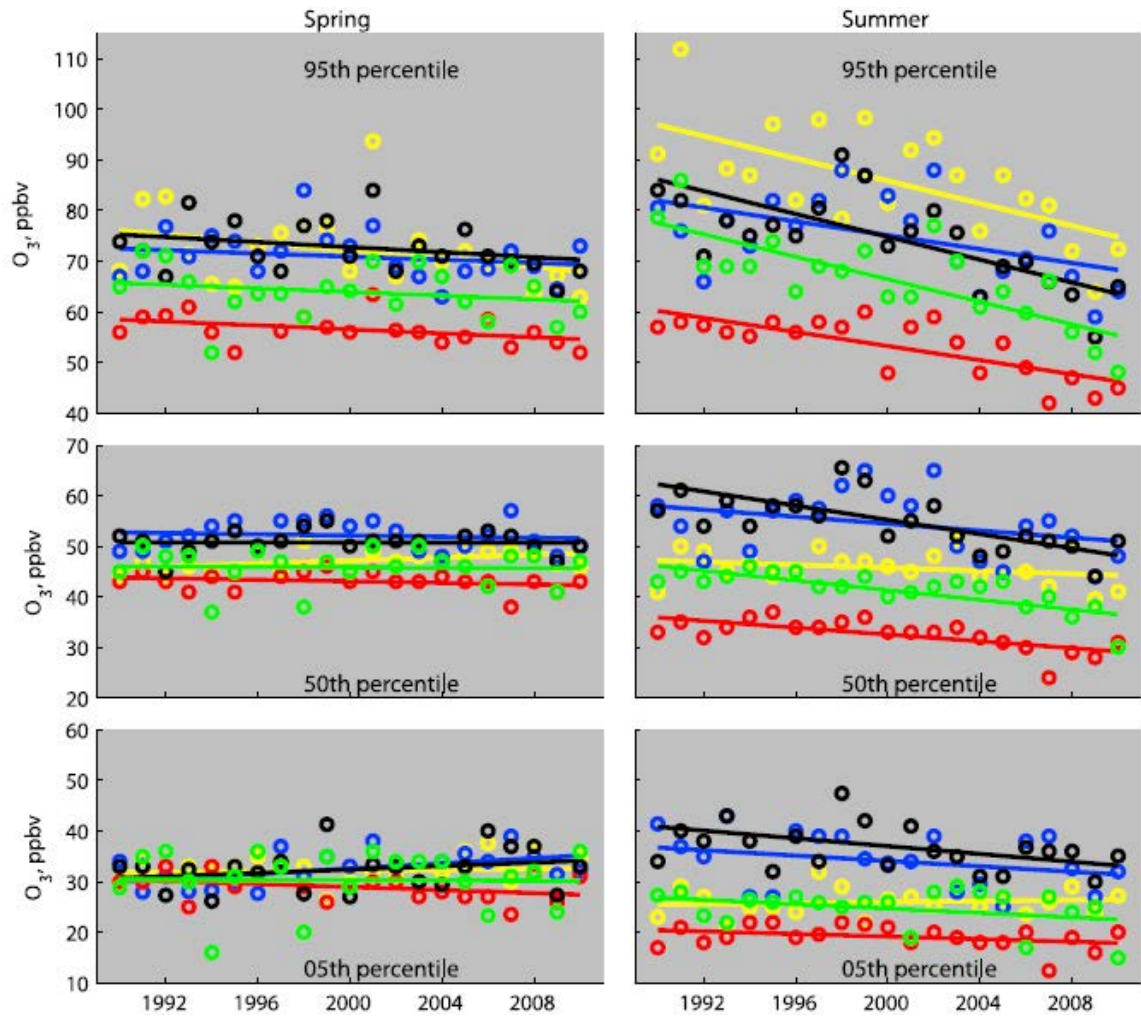 Spring
Summer
95th percentile
95th percentile
O3, ppbv
110
100
90
80
70
60
50
40
50th percentile
50th percentile
O3, ppbv
70
60
50
40
30
20
05th percentile
05th percentile
O3, ppbv
60
50
40
30
20
10
1992 1996 2000 2004 2008
1992 1996 2000 2004 2008